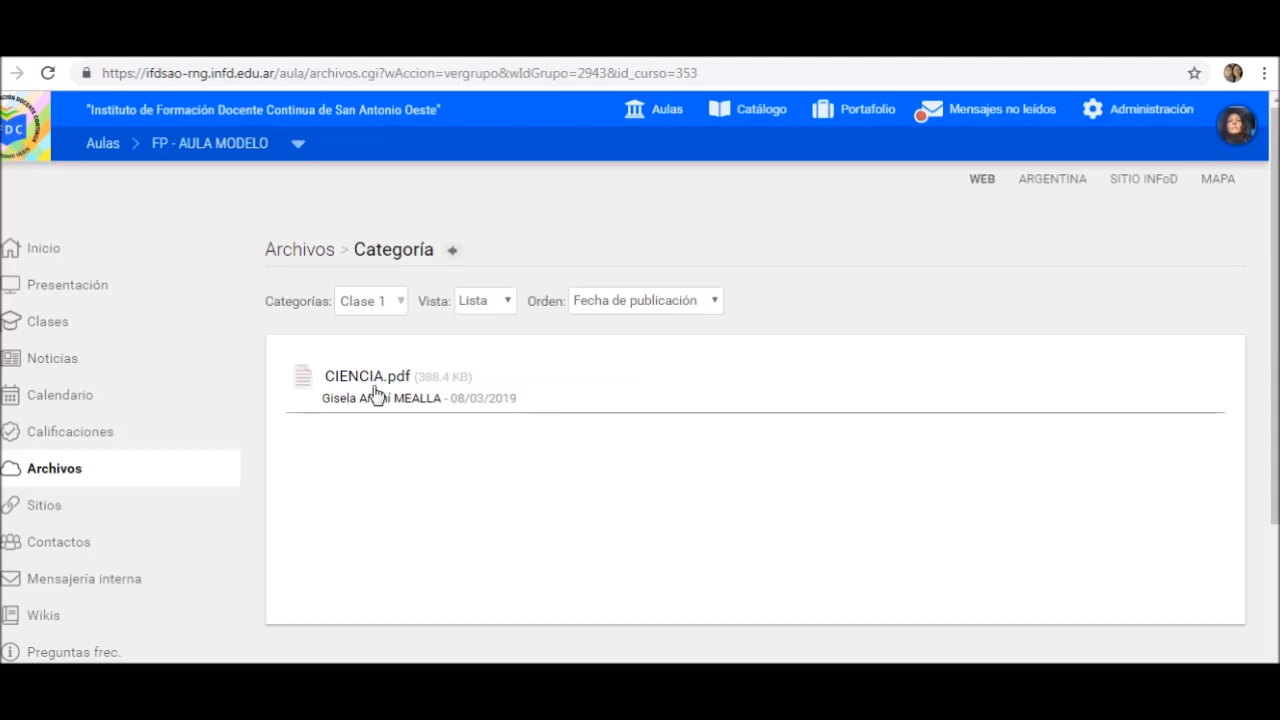 https://ifdsao-rng.infd.edu.ar/aula/archivos.cgi?wAccion=vergrupo&wIdGrupo=2943&id_curso=353
"Instituto de Formación Docente Continua de San Antonio Oeste"
Aulas
Catálogo
Portafolio
Mensajes no leídos
Administración
Aulas > FP - AULA MODELO
WEB
ARGENTINA
SITIO INFoD
MAPA
Archivos > Categoría
Categorías: Clase 1 Vista: Lista Orden: Fecha de publicación
CIENCIA.pdf (388.4 KB)
Gisela MEALLA - 08/03/2019
Inicio
Presentación
Clases
Noticias
Calendario
Calificaciones
Archivos
Sitios
Contactos
Mensajería interna
Wikis
Preguntas frec.